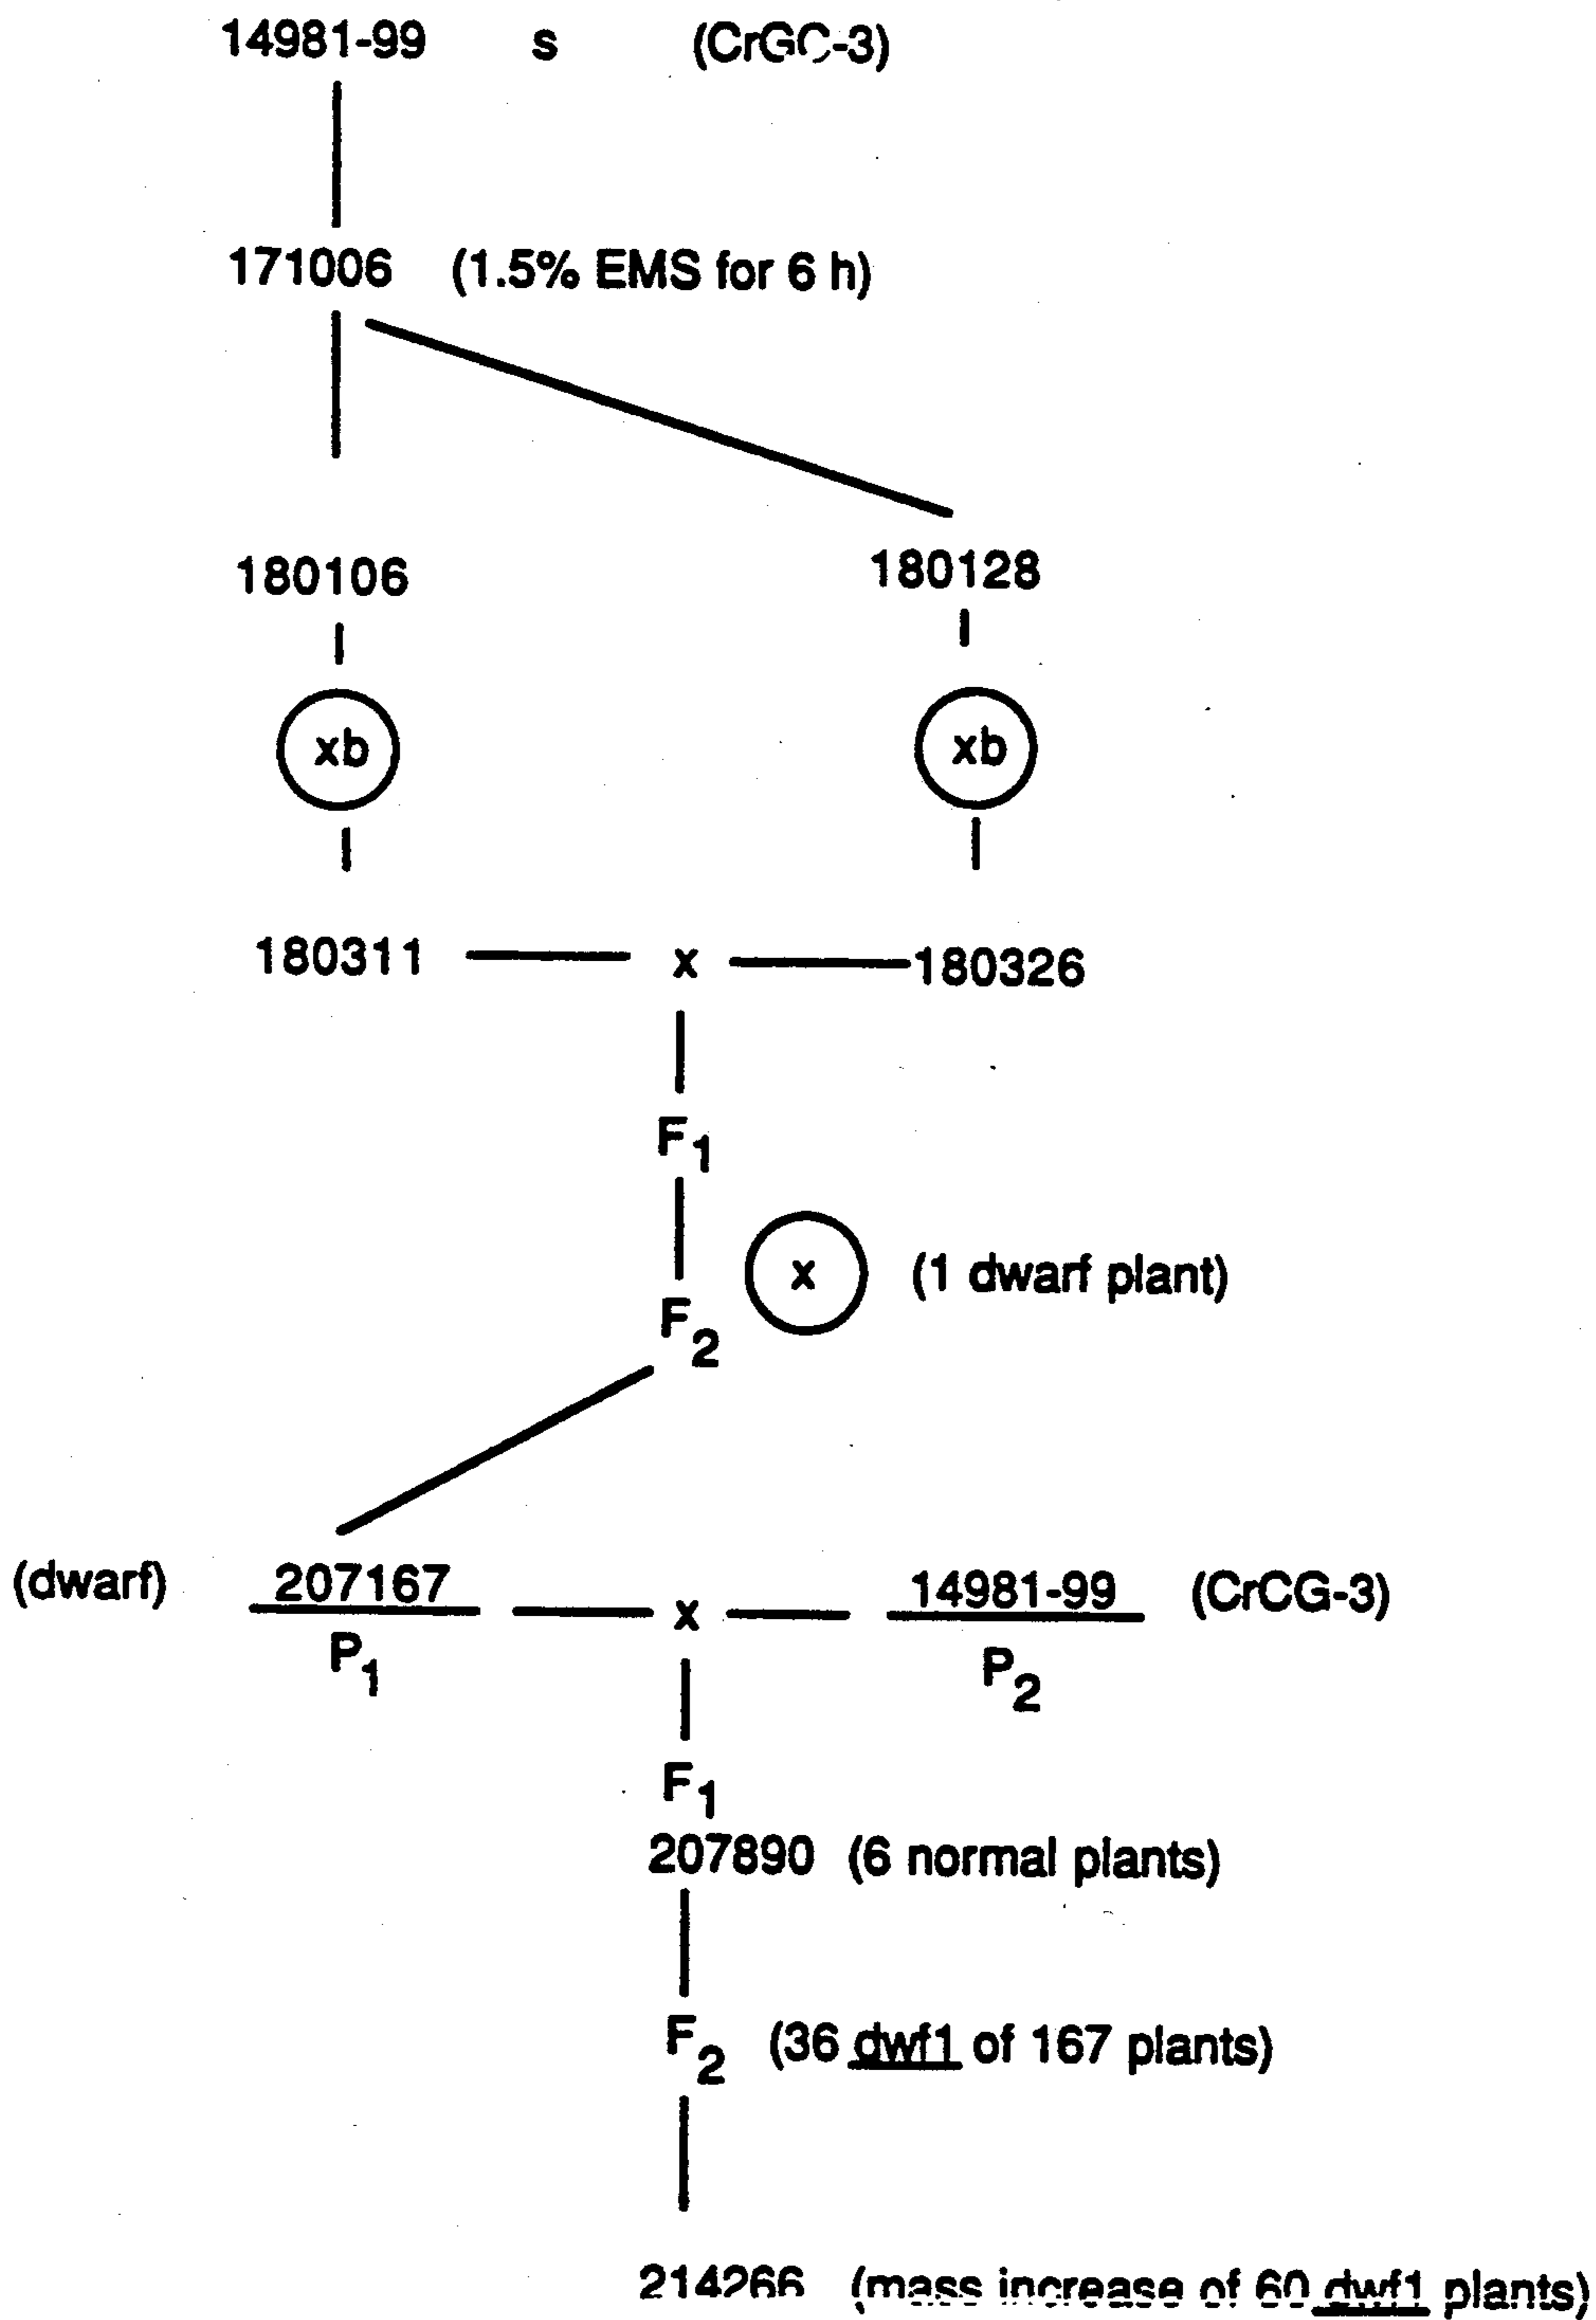 14981-99 s (CrGC-3)
171006 (1.5% EMS for 6 h)
180106 180128
xb xb
180311 x 180326
F1
x (1 dwarf plant)
F2
(dwarf) 207167 x 14981-99 (CrCG-3)
P1 P2
F1
207890 (6 normal plants)
F2 (36 dwf1 of 167 plants)
214266 (mass increase of 60 dwf1 plants)